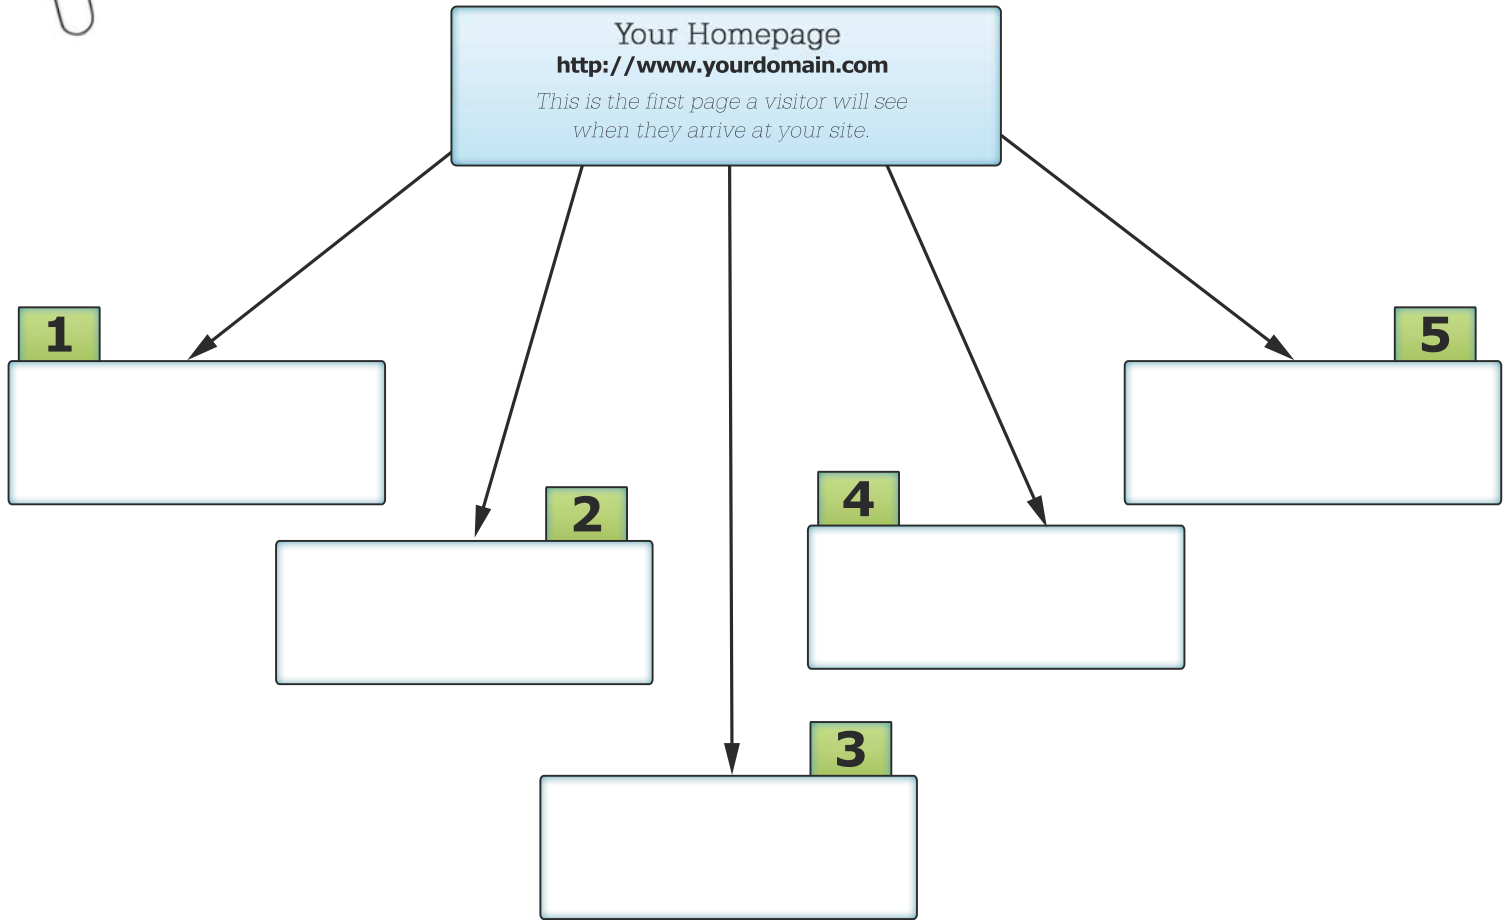 Your Homepage
http://www.yourdomain.com
This is the first page a visitor will see
when they arrive at your site.
1
5
4
2
3